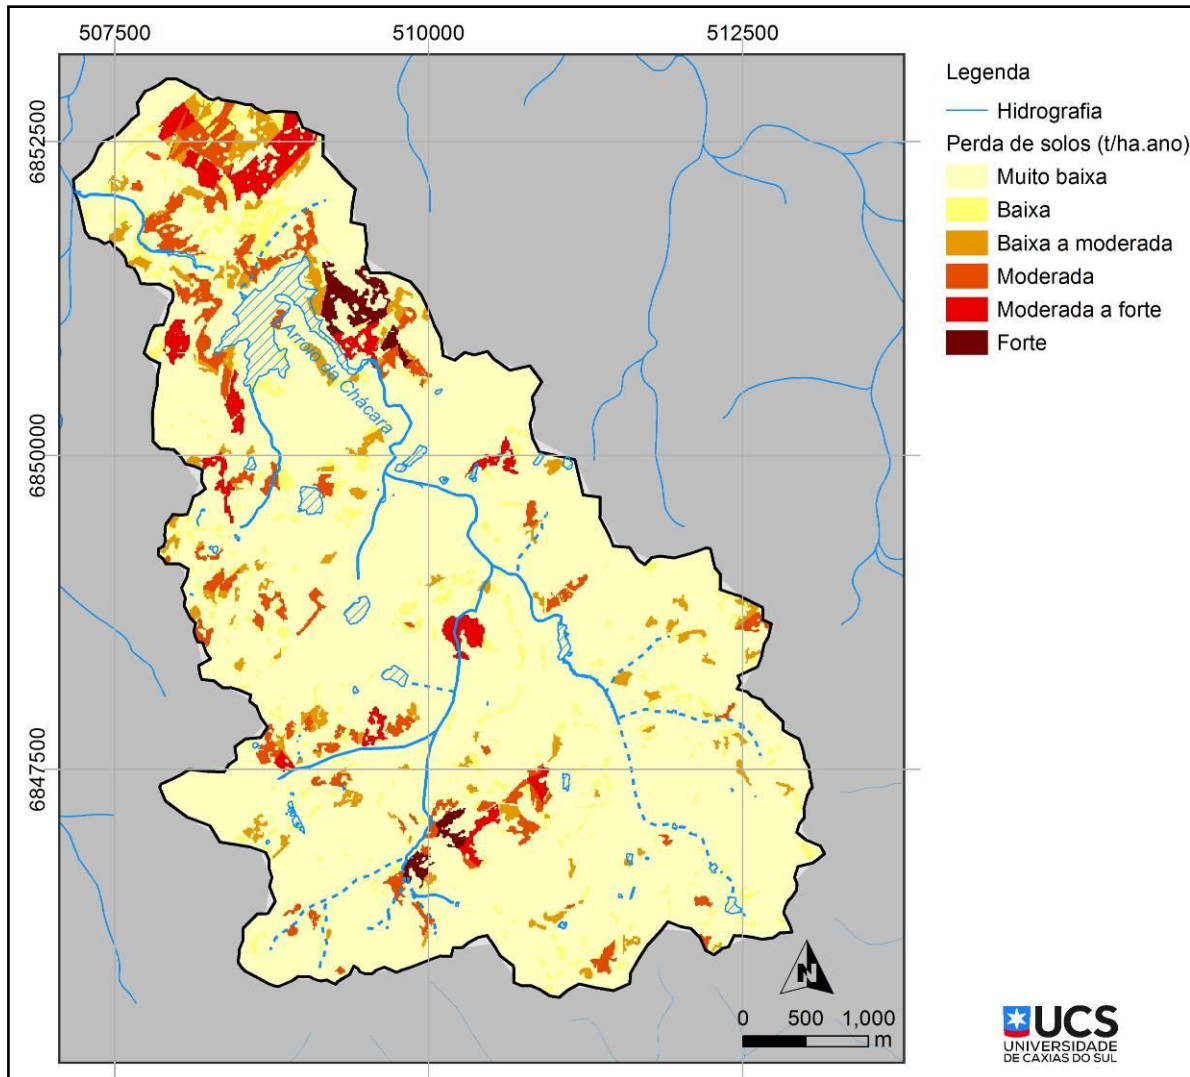 507500
510000
512500
6852500
6850000
6847500
Arroio da Chácara
N
0 500 1,000
m
Legenda
Hidrografia
Perda de solos (t/ha.ano)
Muito baixa
Baixa
Baixa a moderada
Moderada
Moderada a forte
Forte
UCS
UNIVERSIDADE
DE CAXIAS DO SUL